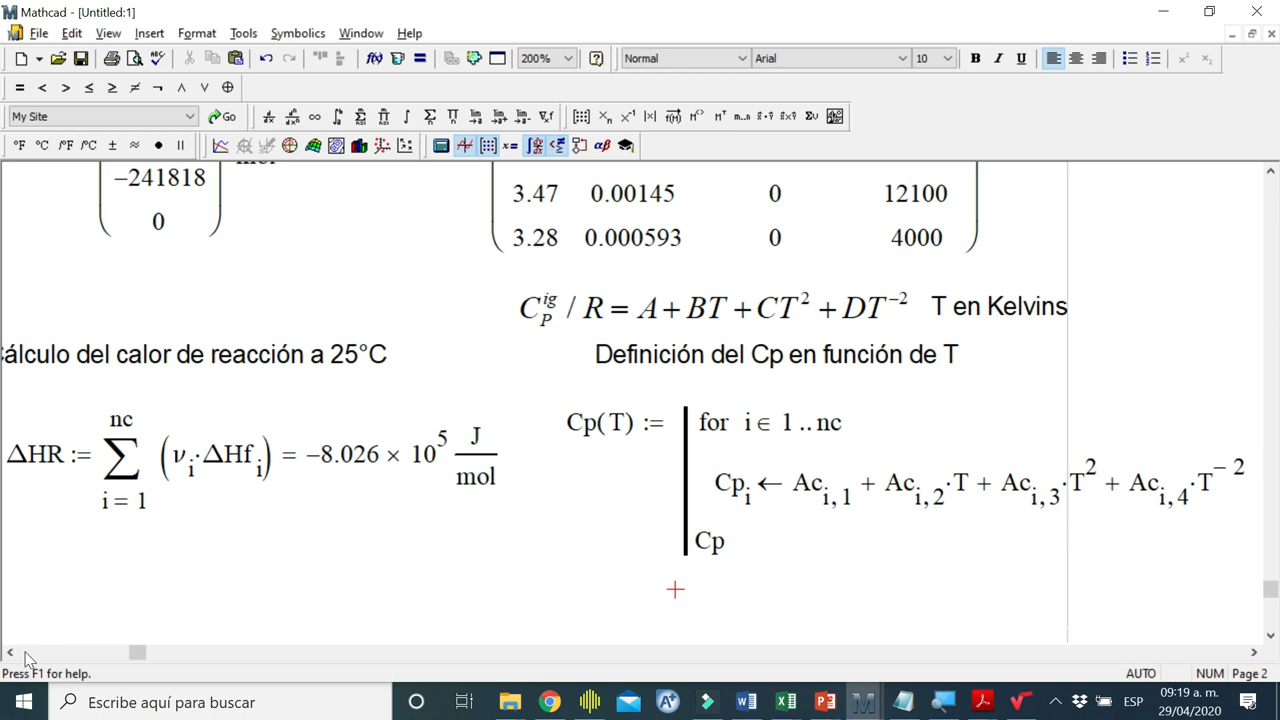 Mathcad - [Untitled:1]
File Edit View Insert Format Tools Symbolics Window Help
200% Normal Arial 10 B I U
= < > ≤ ≥ ≠ ¬ ∧ ∨ ⊕
My Site Go
°F °C /°F /°C ± ≈ • ||
−241818
0
3.47 0.00145 0 12100
3.28 0.000593 0 4000
C_P^ig / R = A + BT + CT^2 + DT^−2 T en Kelvins
álculo del calor de reacción a 25°C
Definición del Cp en función de T
ΔHR := ∑_{i = 1}^{nc} (ν_i·ΔHf_i) = −8.026 × 10^5 J/mol
Cp(T) := for i ∈ 1 .. nc
Cp_i ← Ac_{i, 1} + Ac_{i, 2}·T + Ac_{i, 3}·T^2 + Ac_{i, 4}·T^− 2
Cp
Press F1 for help.
AUTO NUM Page 2
Escribe aquí para buscar
ESP
09:19 a. m.
29/04/2020